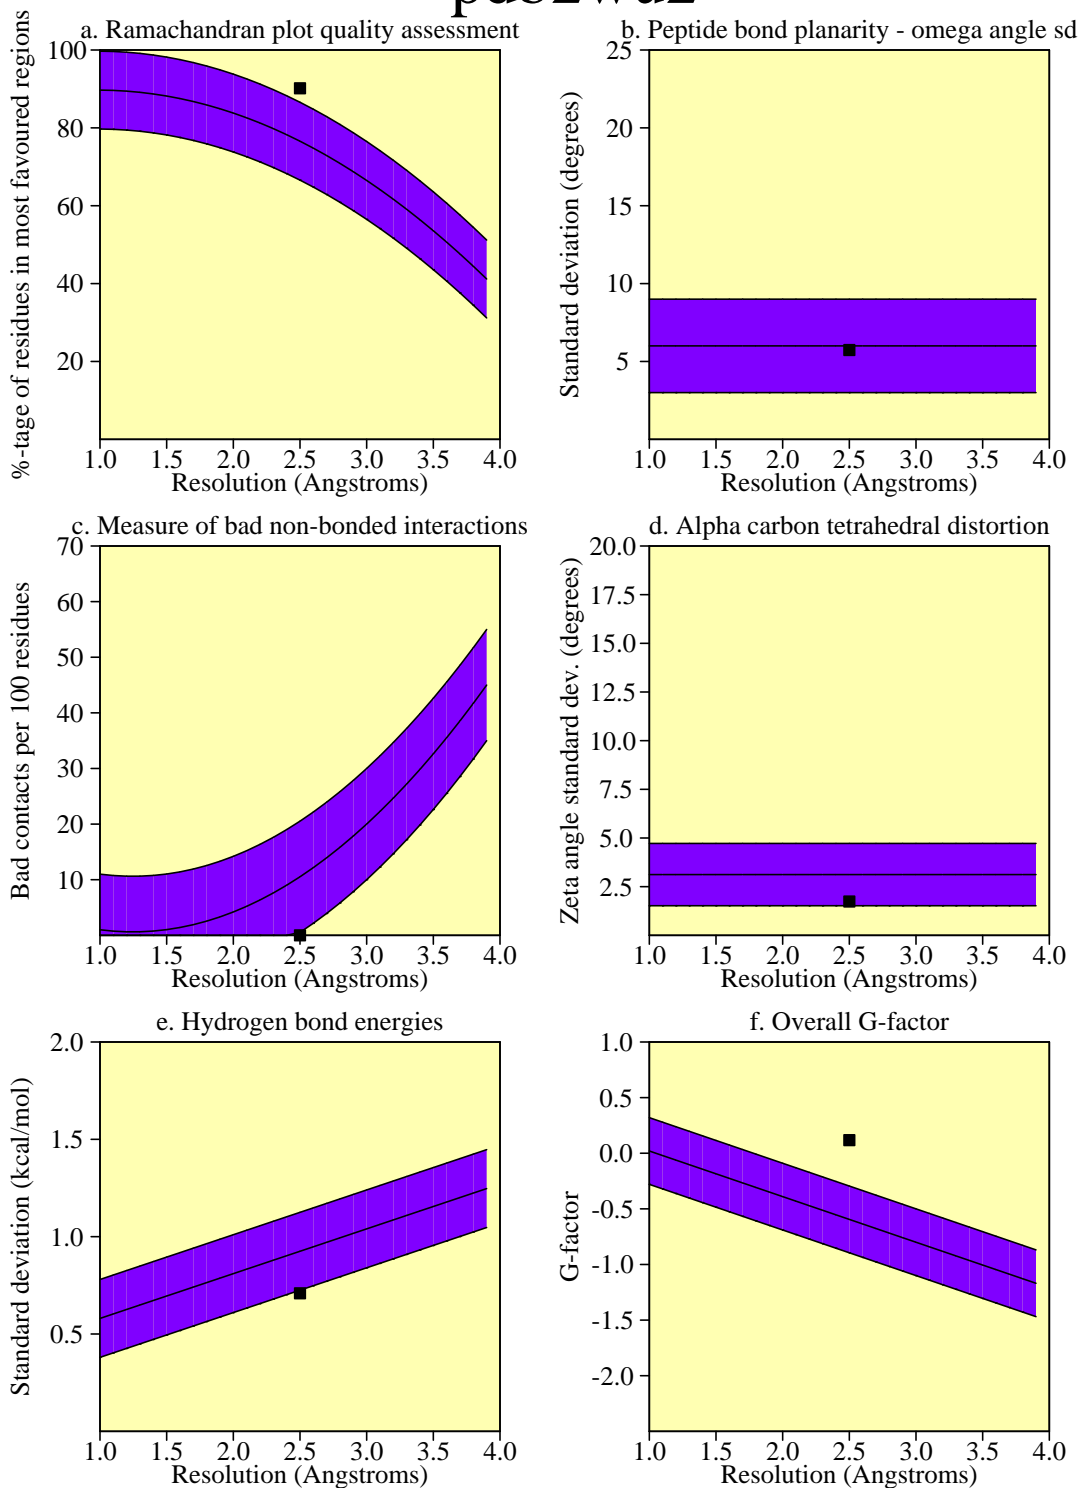 a. Ramachandran plot quality assessment
%-tage of residues in most favoured regions
100
80
60
40
20
1.0 1.5 2.0 2.5 3.0 3.5 4.0
Resolution (Angstroms)
b. Peptide bond planarity - omega angle sd
Standard deviation (degrees)
25
20
15
10
5
1.0 1.5 2.0 2.5 3.0 3.5 4.0
Resolution (Angstroms)
c. Measure of bad non-bonded interactions
Bad contacts per 100 residues
70
60
50
40
30
20
10
1.0 1.5 2.0 2.5 3.0 3.5 4.0
Resolution (Angstroms)
d. Alpha carbon tetrahedral distortion
Zeta angle standard dev. (degrees)
20.0
17.5
15.0
12.5
10.0
7.5
5.0
2.5
1.0 1.5 2.0 2.5 3.0 3.5 4.0
Resolution (Angstroms)
e. Hydrogen bond energies
Standard deviation (kcal/mol)
2.0
1.5
1.0
0.5
1.0 1.5 2.0 2.5 3.0 3.5 4.0
Resolution (Angstroms)
f. Overall G-factor
G-factor
1.0
0.5
0.0
-0.5
-1.0
-1.5
-2.0
1.0 1.5 2.0 2.5 3.0 3.5 4.0
Resolution (Angstroms)